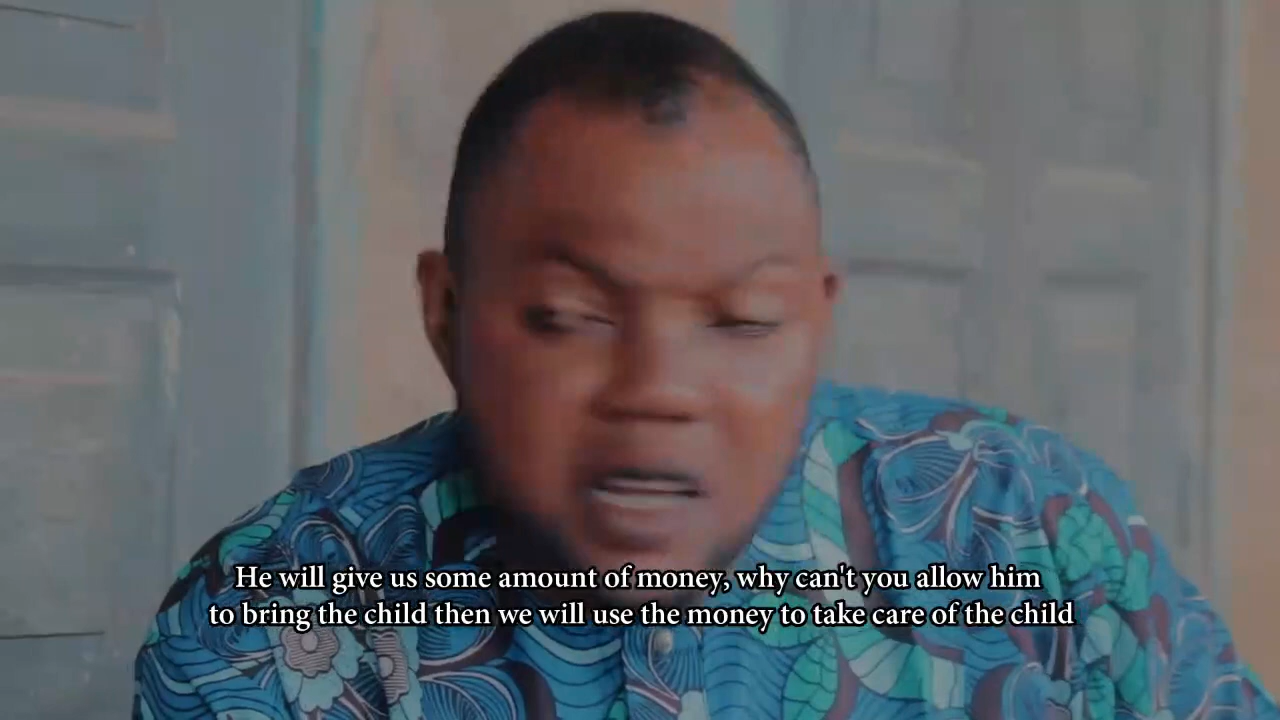 He will give us some amount of money, why can't you allow him
to bring the child then we will use the money to take care of the child